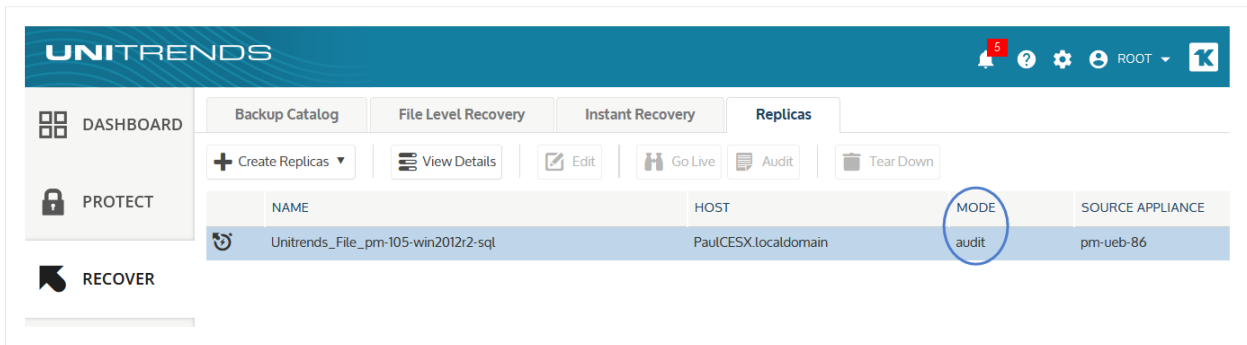 UNITRENDS
5
ROOT
DASHBOARD
PROTECT
RECOVER
Backup Catalog File Level Recovery Instant Recovery Replicas
Create Replicas View Details Edit Go Live Audit Tear Down
NAME HOST MODE SOURCE APPLIANCE
Unitrends_File_pm-105-win2012r2-sql PaulCESX.localdomain audit pm-ueb-86